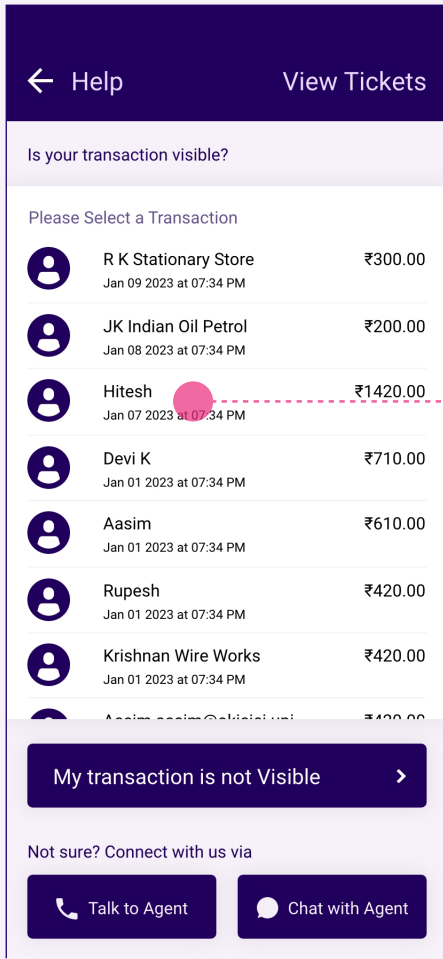 Help
View Tickets
Is your transaction visible?
Please Select a Transaction
R K Stationary Store ₹300.00
Jan 09 2023 at 07:34 PM
JK Indian Oil Petrol ₹200.00
Jan 08 2023 at 07:34 PM
Hitesh ₹1420.00
Jan 07 2023 at 07:34 PM
Devi K ₹710.00
Jan 01 2023 at 07:34 PM
Aasim ₹610.00
Jan 01 2023 at 07:34 PM
Rupesh ₹420.00
Jan 01 2023 at 07:34 PM
Krishnan Wire Works ₹420.00
Jan 01 2023 at 07:34 PM
My transaction is not Visible
Not sure? Connect with us via
Talk to Agent
Chat with Agent